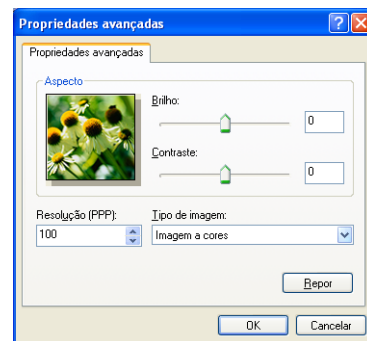 Propriedades avançadas
Propriedades avançadas
Aspecto
Brilho:
0
Contraste:
0
Resolução (PPP):
Tipo de imagem:
100
Imagem a cores
Repor
OK
Cancelar